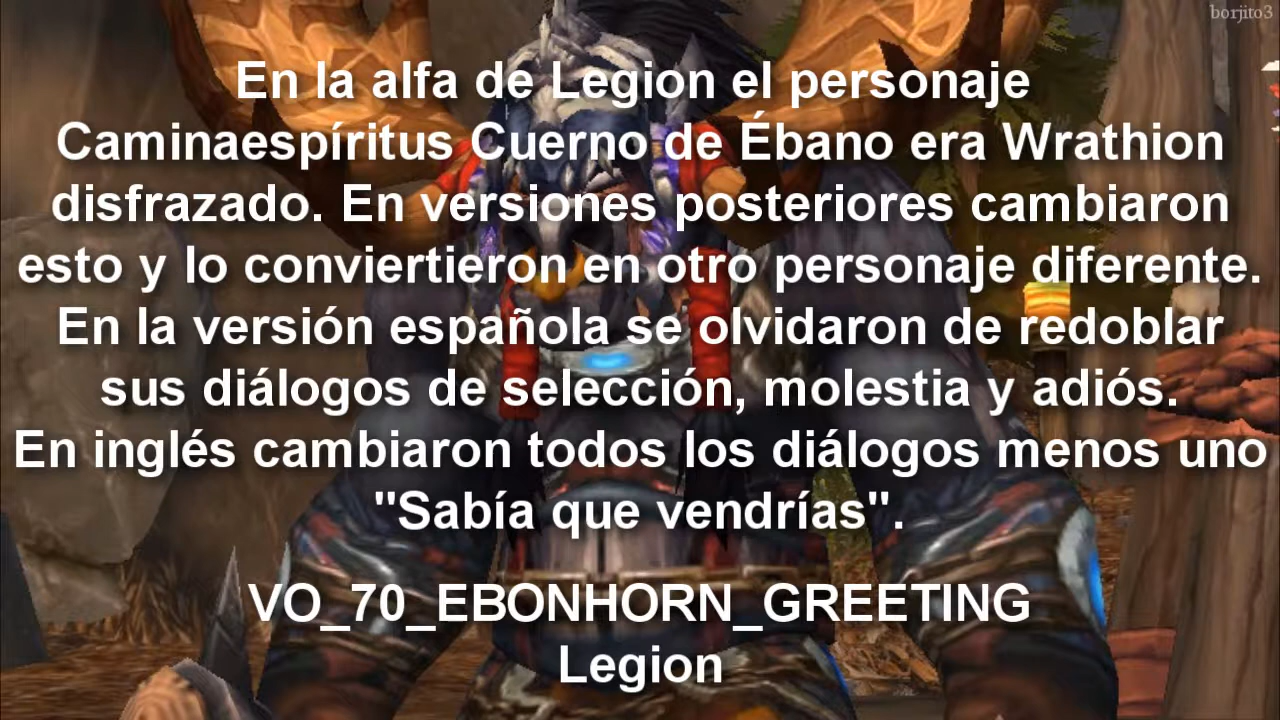 borjito3
En la alfa de Legion el personaje
Caminaespíritus Cuerno de Ébano era Wrathion
disfrazado. En versiones posteriores cambiaron
esto y lo conviertieron en otro personaje diferente.
En la versión española se olvidaron de redoblar
sus diálogos de selección, molestia y adiós.
En inglés cambiaron todos los diálogos menos uno
"Sabía que vendrías".
VO_70_EBONHORN_GREETING
Legion